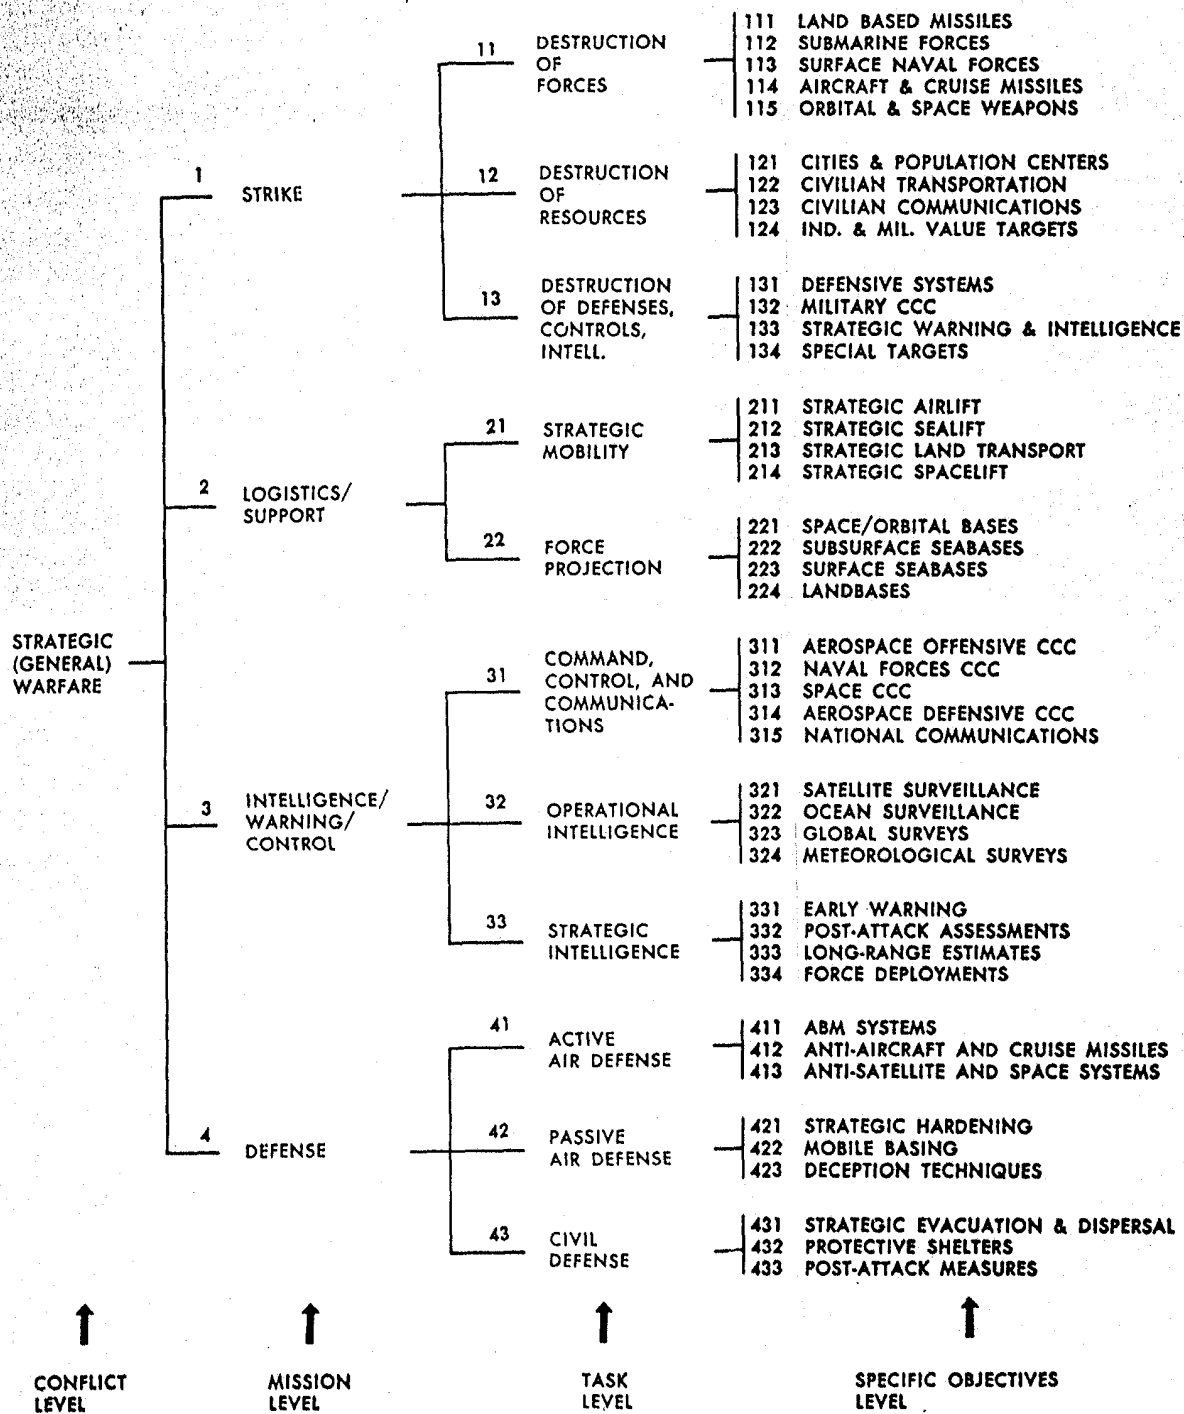 11 DESTRUCTION
OF
FORCES
111 LAND BASED MISSILES
112 SUBMARINE FORCES
113 SURFACE NAVAL FORCES
114 AIRCRAFT & CRUISE MISSILES
115 ORBITAL & SPACE WEAPONS
1 STRIKE
12 DESTRUCTION
OF
RESOURCES
121 CITIES & POPULATION CENTERS
122 CIVILIAN TRANSPORTATION
123 CIVILIAN COMMUNICATIONS
124 IND. & MIL. VALUE TARGETS
13 DESTRUCTION
OF DEFENSES,
CONTROLS,
INTELL.
131 DEFENSIVE SYSTEMS
132 MILITARY CCC
133 STRATEGIC WARNING & INTELLIGENCE
134 SPECIAL TARGETS
2 LOGISTICS/
SUPPORT
21 STRATEGIC
MOBILITY
211 STRATEGIC AIRLIFT
212 STRATEGIC SEALIFT
213 STRATEGIC LAND TRANSPORT
214 STRATEGIC SPACELIFT
22 FORCE
PROJECTION
221 SPACE/ORBITAL BASES
222 SUBSURFACE SEABASES
223 SURFACE SEABASES
224 LANDBASES
STRATEGIC
(GENERAL)
WARFARE
3 INTELLIGENCE/
WARNING/
CONTROL
31 COMMAND,
CONTROL, AND
COMMUNICA-
TIONS
311 AEROSPACE OFFENSIVE CCC
312 NAVAL FORCES CCC
313 SPACE CCC
314 AEROSPACE DEFENSIVE CCC
315 NATIONAL COMMUNICATIONS
32 OPERATIONAL
INTELLIGENCE
321 SATELLITE SURVEILLANCE
322 OCEAN SURVEILLANCE
323 GLOBAL SURVEYS
324 METEOROLOGICAL SURVEYS
33 STRATEGIC
INTELLIGENCE
331 EARLY WARNING
332 POST-ATTACK ASSESSMENTS
333 LONG-RANGE ESTIMATES
334 FORCE DEPLOYMENTS
4 DEFENSE
41 ACTIVE
AIR DEFENSE
411 ABM SYSTEMS
412 ANTI-AIRCRAFT AND CRUISE MISSILES
413 ANTI-SATELLITE AND SPACE SYSTEMS
42 PASSIVE
AIR DEFENSE
421 STRATEGIC HARDENING
422 MOBILE BASING
423 DECEPTION TECHNIQUES
43 CIVIL
DEFENSE
431 STRATEGIC EVACUATION & DISPERSAL
432 PROTECTIVE SHELTERS
433 POST-ATTACK MEASURES
CONFLICT
LEVEL
MISSION
LEVEL
TASK
LEVEL
SPECIFIC OBJECTIVES
LEVEL